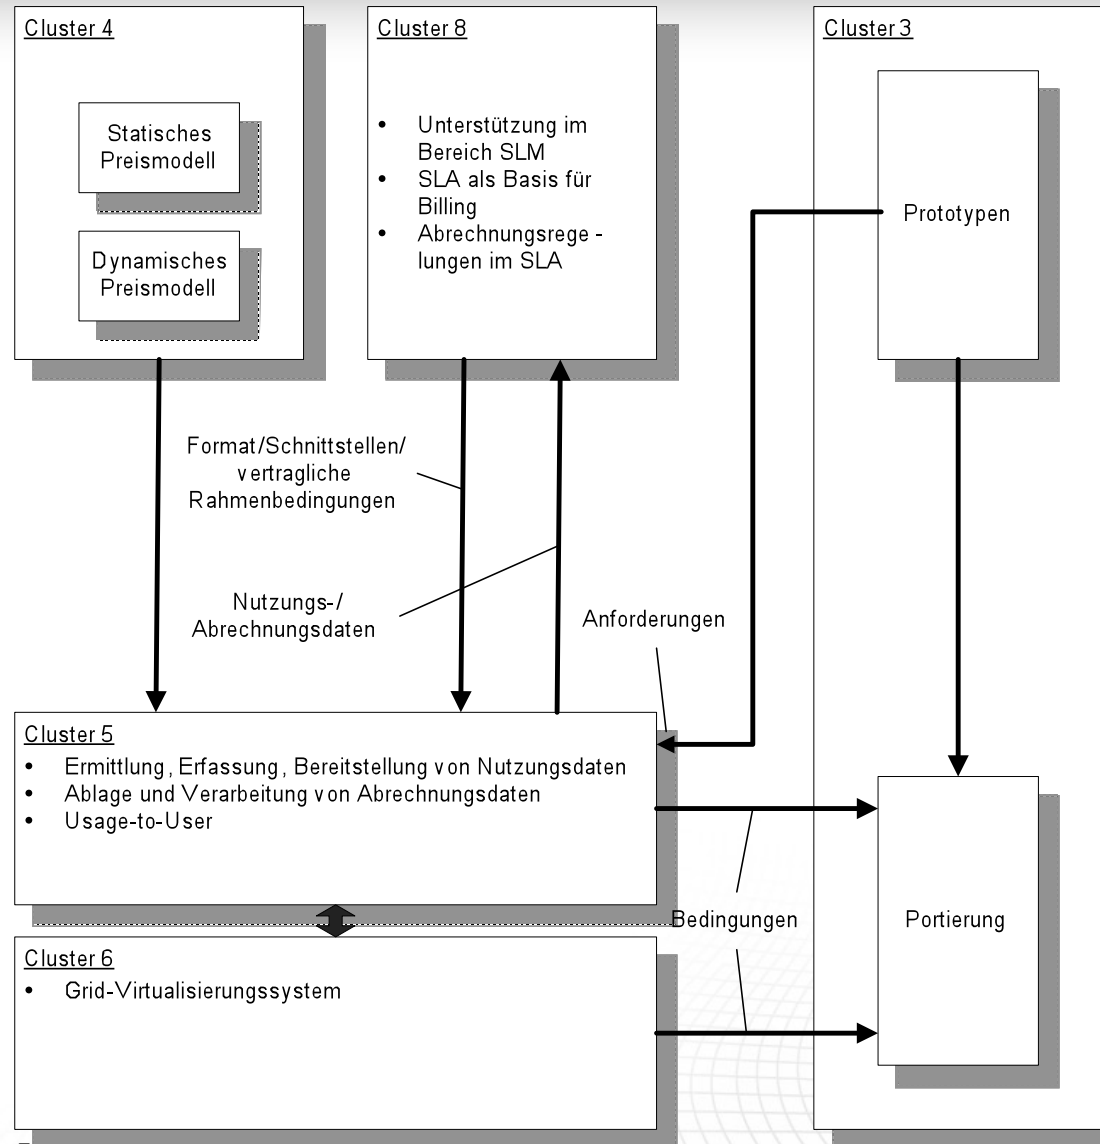 Cluster 4
Statisches
Preismodell
Dynamisches
Preismodell
Cluster 8
• Unterstützung im
Bereich SLM
• SLA als Basis für
Billing
• Abrechnungsrege -
lungen im SLA
Cluster 3
Prototypen
Format/Schnittstellen/
vertragliche
Rahmenbedingungen
Nutzungs-/
Abrechnungsdaten
Anforderungen
Cluster 5
• Ermittlung, Erfassung, Bereitstellung von Nutzungsdaten
• Ablage und Verarbeitung von Abrechnungsdaten
• Usage-to-User
Bedingungen
Portierung
Cluster 6
• Grid-Virtualisierungssystem